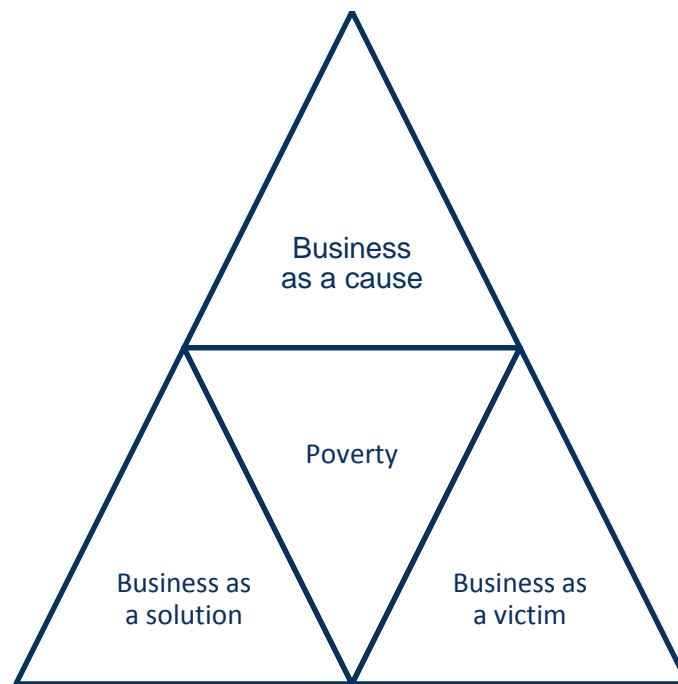 Business
as a cause
Poverty
Business as
a solution
Business as
a victim